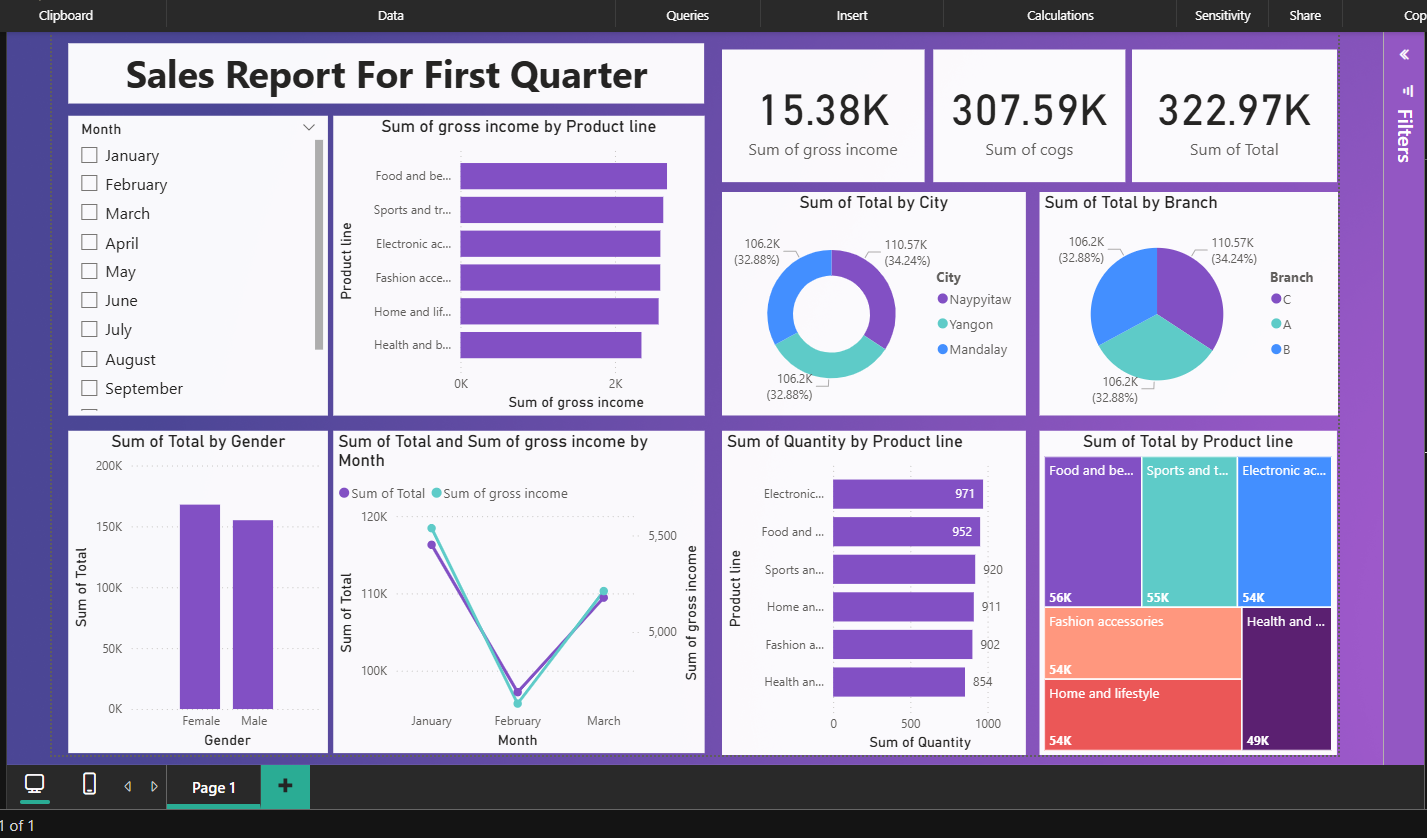 Clipboard
Data
Queries
Insert
Calculations
Sensitivity
Share
Cop
Sales Report For First Quarter
15.38K
Sum of gross income
307.59K
Sum of cogs
322.97K
Sum of Total
Filters
Month
January
February
March
April
May
June
July
August
September
Sum of gross income by Product line
Product line
Food and be...
Sports and tr...
Electronic ac...
Fashion acce...
Home and lif...
Health and b...
0K
2K
Sum of gross income
Sum of Total by City
106.2K
(32.88%)
110.57K
(34.24%)
106.2K
(32.88%)
City
Naypyitaw
Yangon
Mandalay
Sum of Total by Branch
106.2K
(32.88%)
110.57K
(34.24%)
106.2K
(32.88%)
Branch
C
A
B
Sum of Total by Gender
Sum of Total
200K
150K
100K
50K
0K
Female
Male
Gender
Sum of Total and Sum of gross income by
Month
Sum of Total
Sum of gross income
Sum of Total
120K
110K
100K
5,500
5,000
Sum of gross income
January
February
March
Month
Sum of Quantity by Product line
Product line
Electronic...
971
Food and ...
952
Sports an...
920
Home an...
911
Fashion a...
902
Health an...
854
0
500
1000
Sum of Quantity
Sum of Total by Product line
Food and be...
56K
Sports and t...
55K
Electronic ac...
54K
Fashion accessories
54K
Home and lifestyle
54K
Health and ...
49K
Page 1
1 of 1